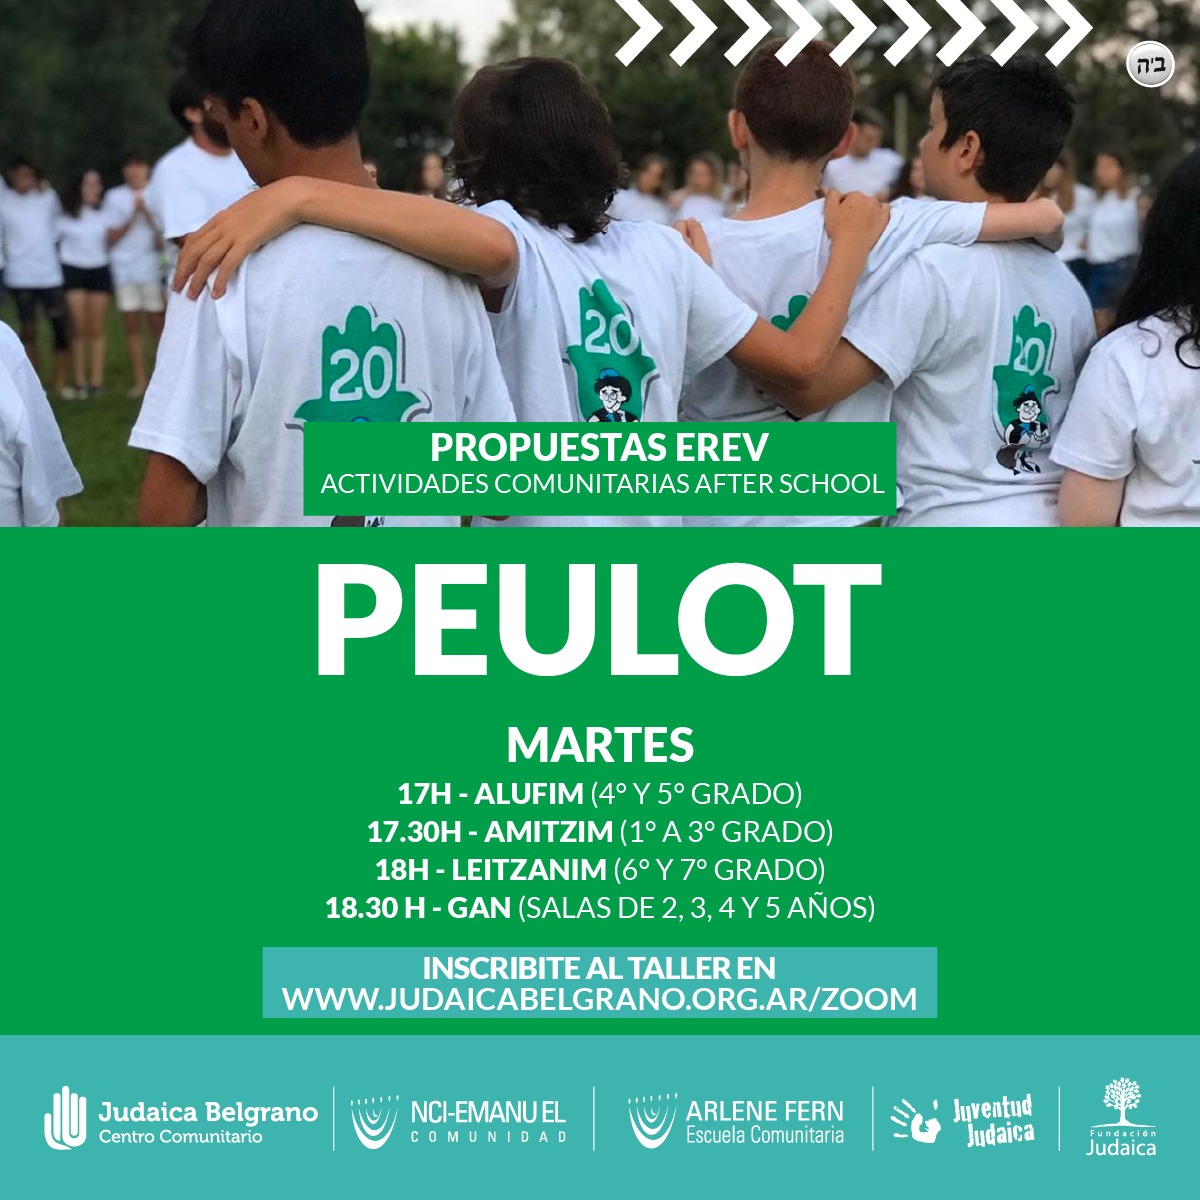 ב"ה
20
20
20
PROPUESTAS EREV
ACTIVIDADES COMUNITARIAS AFTER SCHOOL
PEULOT
MARTES
17H - ALUFIM (4° Y 5° GRADO)
17.30H - AMITZIM (1° A 3° GRADO)
18H - LEITZANIM (6° Y 7° GRADO)
18.30 H - GAN (SALAS DE 2, 3, 4 Y 5 AÑOS)
INSCRIBITE AL TALLER EN
WWW.JUDAICABELGRANO.ORG.AR/ZOOM
Judaica Belgrano
Centro Comunitario
NCI-EMANU EL
COMUNIDAD
ARLENE FERN
Escuela Comunitaria
Juventud
Judaica
Fundación
Judaica